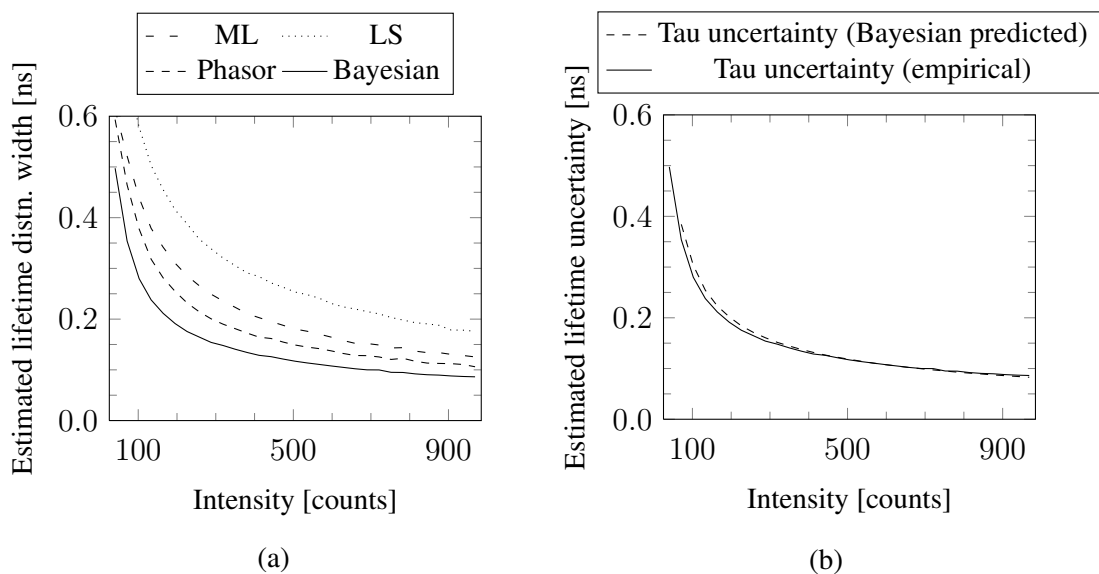 ML LS
Phasor Bayesian
Estimated lifetime distn. width [ns]
0.6
0.4
0.2
0.0
100 500 900
Intensity [counts]
(a)
Tau uncertainty (Bayesian predicted)
Tau uncertainty (empirical)
Estimated lifetime uncertainty [ns]
0.6
0.4
0.2
0.0
100 500 900
Intensity [counts]
(b)